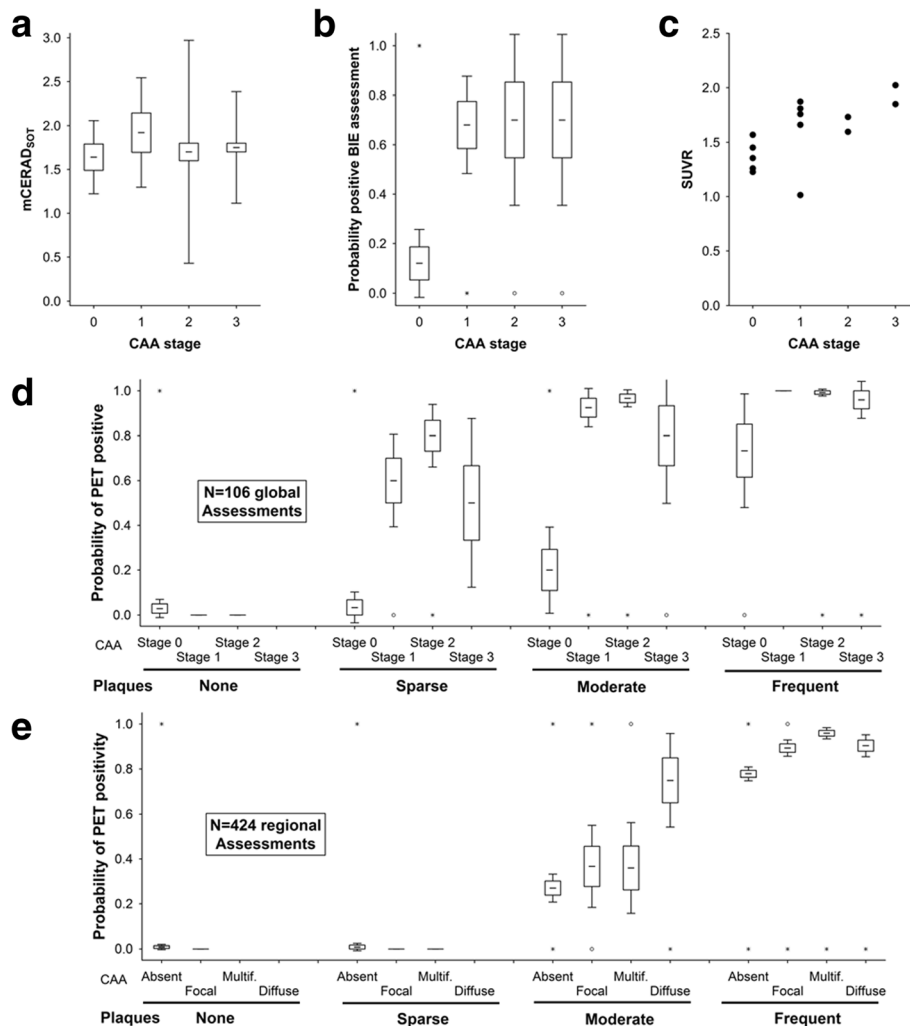 a
b
c
3.0
2.5
2.0
1.5
1.0
0.5
0.0
mCERADSOT
0 1 2 3
CAA stage
1.0
0.8
0.6
0.4
0.2
0.0
Probability positive BIE assessment
0 1 2 3
CAA stage
2.5
2.0
1.5
1.0
0.5
0.0
SUVR
0 1 2 3
CAA stage
d
1.0
0.8
0.6
0.4
0.2
0.0
Probability of PET positive
N=106 global
Assessments
CAA Stage 0 Stage 2 Stage 0 Stage 2 Stage 0 Stage 2 Stage 0 Stage 2
Stage 1 Stage 3 Stage 1 Stage 3 Stage 1 Stage 3 Stage 1 Stage 3
Plaques None Sparse Moderate Frequent
e
1.0
0.8
0.6
0.4
0.2
0.0
Probability of PET positivity
N=424 regional
Assessments
CAA Absent Multif. Absent Multif. Absent Multif. Absent Multif.
Focal Diffuse Focal Diffuse Focal Diffuse Focal Diffuse
Plaques None Sparse Moderate Frequent